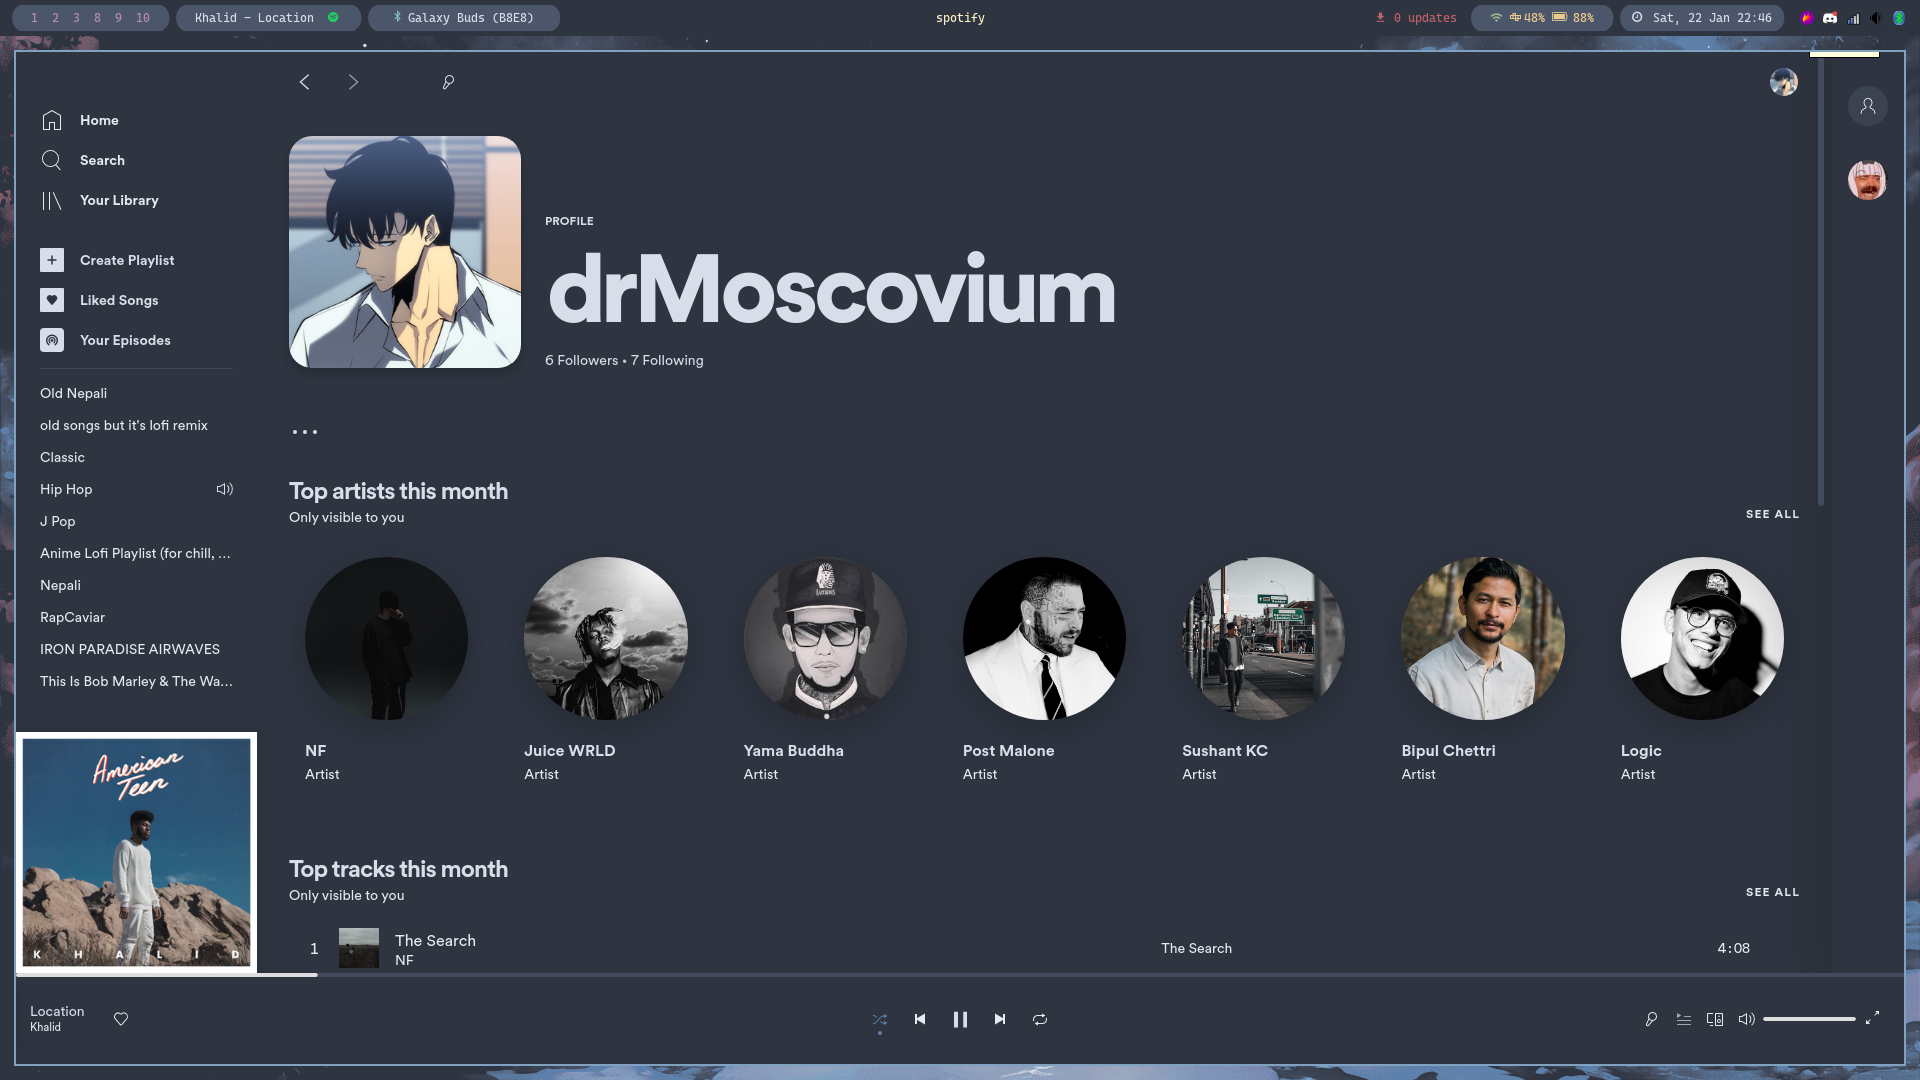 1 2 3 8 9 10
Khalid - Location
Galaxy Buds (B8E8)
spotify
0 updates
48% 88%
Sat, 22 Jan 22:46
Home
Search
Your Library
Create Playlist
Liked Songs
Your Episodes
Old Nepali
old songs but it's lofi remix
Classic
Hip Hop
J Pop
Anime Lofi Playlist (for chill, ...
Nepali
RapCaviar
IRON PARADISE AIRWAVES
This Is Bob Marley & The Wa...
American
Teen
KHALID
PROFILE
drMoscovium
6 Followers • 7 Following
Top artists this month
Only visible to you
SEE ALL
NF
Artist
Juice WRLD
Artist
Yama Buddha
Artist
Post Malone
Artist
Sushant KC
Artist
Bipul Chettri
Artist
Logic
Artist
Top tracks this month
Only visible to you
SEE ALL
1
The Search
NF
The Search
4:08
Location
Khalid